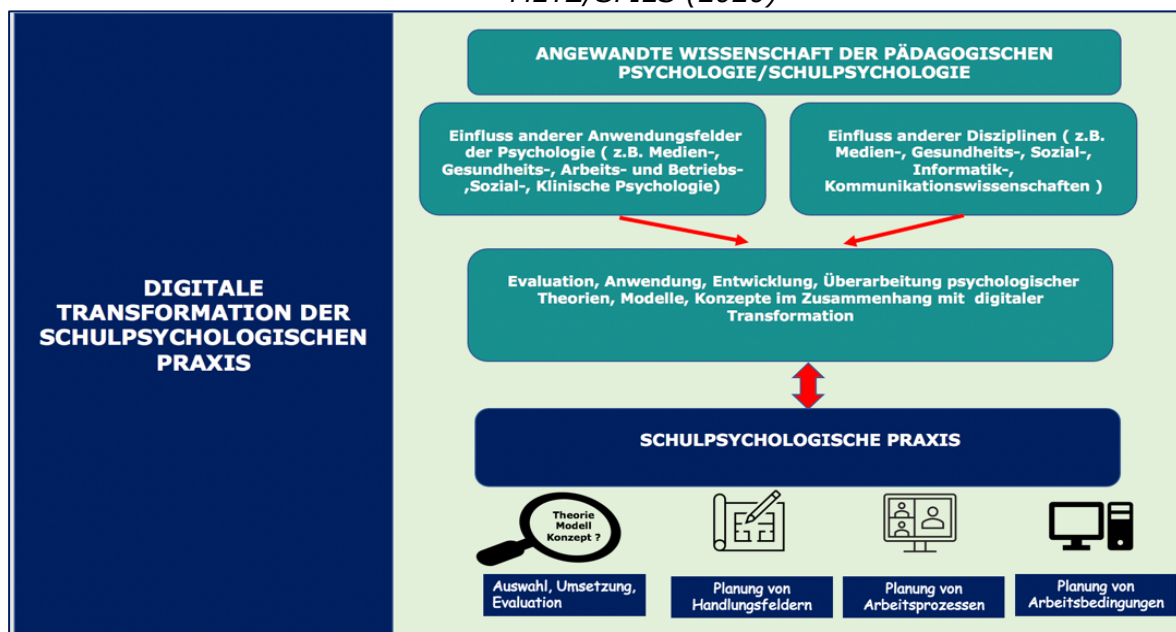 DIGITALE
TRANSFORMATION DER
SCHULPSYCHOLOGISCHEN
PRAXIS
ANGEWANDTE WISSENSCHAFT DER PÄDAGOGISCHEN
PSYCHOLOGIE/SCHULPSYCHOLOGIE
Einfluss anderer Anwendungsfelder
der Psychologie ( z.B. Medien-,
Gesundheits-, Arbeits- und Betriebs-
,Sozial-, Klinische Psychologie)
Einfluss anderer Disziplinen ( z.B.
Medien-, Gesundheits-, Sozial-,
Informatik-,
Kommunikationswissenschaften )
Evaluation, Anwendung, Entwicklung, Überarbeitung psychologischer
Theorien, Modelle, Konzepte im Zusammenhang mit digitaler
Transformation
SCHULPSYCHOLOGISCHE PRAXIS
Theorie
Modell
Konzept ?
Auswahl, Umsetzung,
Evaluation
Planung von
Handlungsfeldern
Planung von
Arbeitsprozessen
Planung von
Arbeitsbedingungen